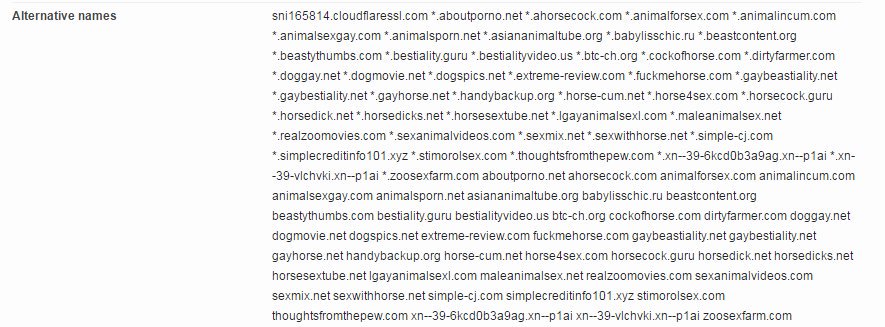 Alternative names
sni165814.cloudflaressl.com *.aboutporno.net *.ahorsecock.com *.animalforsex.com *.animalincum.com
*.animalsexgay.com *.animalsporn.net *.asiananimaltube.org *.babylisschic.ru *.beastcontent.org
*.beastythumbs.com *.bestiality.guru *.bestialityvideo.us *.btc-ch.org *.cockofhorse.com *.dirtyfarmer.com
*.doggay.net *.dogmovie.net *.dogspics.net *.extreme-review.com *.fuckmehorse.com *.gaybeastiality.net
*.gaybestiality.net *.gayhorse.net *.handybackup.org *.horse-cum.net *.horse4sex.com *.horsecock.guru
*.horsedick.net *.horsedicks.net *.horsesextube.net *.lgayanimalsexl.com *.maleanimalsex.net
*.realzoomovies.com *.sexanimalvideos.com *.sexmix.net *.sexwithhorse.net *.simple-cj.com
*.simplecreditinfo101.xyz *.stimorolsex.com *.thoughtsfromthepew.com *.xn--39-6kcd0b3a9ag.xn--p1ai *.xn-
-39-vlchvki.xn--p1ai *.zoosexfarm.com aboutporno.net ahorsecock.com animalforsex.com animalincum.com
animalsexgay.com animalsporn.net asiananimaltube.org babylisschic.ru beastcontent.org
beastythumbs.com bestiality.guru bestialityvideo.us btc-ch.org cockofhorse.com dirtyfarmer.com doggay.net
dogmovie.net dogspics.net extreme-review.com fuckmehorse.com gaybeastiality.net gaybestiality.net
gayhorse.net handybackup.org horse-cum.net horse4sex.com horsecock.guru horsedick.net horsedicks.net
horsesextube.net lgayanimalsexl.com maleanimalsex.net realzoomovies.com sexanimalvideos.com
sexmix.net sexwithhorse.net simple-cj.com simplecreditinfo101.xyz stimorolsex.com
thoughtsfromthepew.com xn--39-6kcd0b3a9ag.xn--p1ai xn--39-vlchvki.xn--p1ai zoosexfarm.com